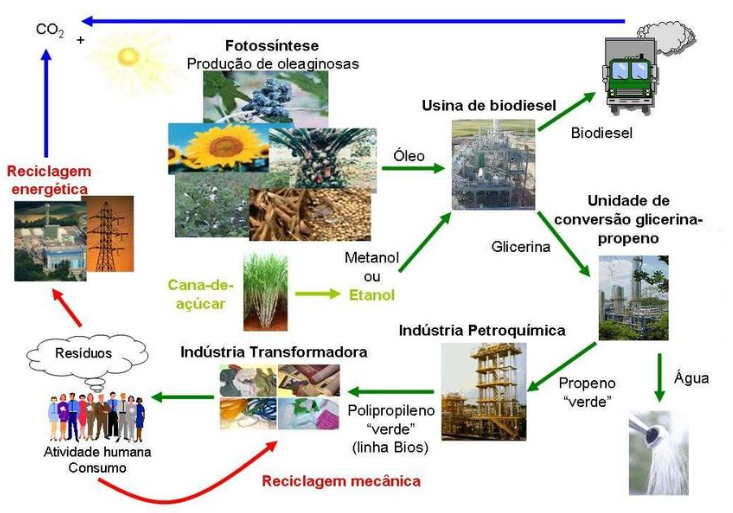 CO2
+
Fotossíntese
Produção de oleaginosas
Usina de biodiesel
Biodiesel
Óleo
Reciclagem
energética
Unidade de
conversão glicerina-
propeno
Glicerina
Metanol
ou
Etanol
Cana-de-
açúcar
Indústria Petroquímica
Indústria Transformadora
Resíduos
Propeno
“verde”
Água
Polipropileno
“verde”
(linha Bios)
Atividade humana
Consumo
Reciclagem mecânica